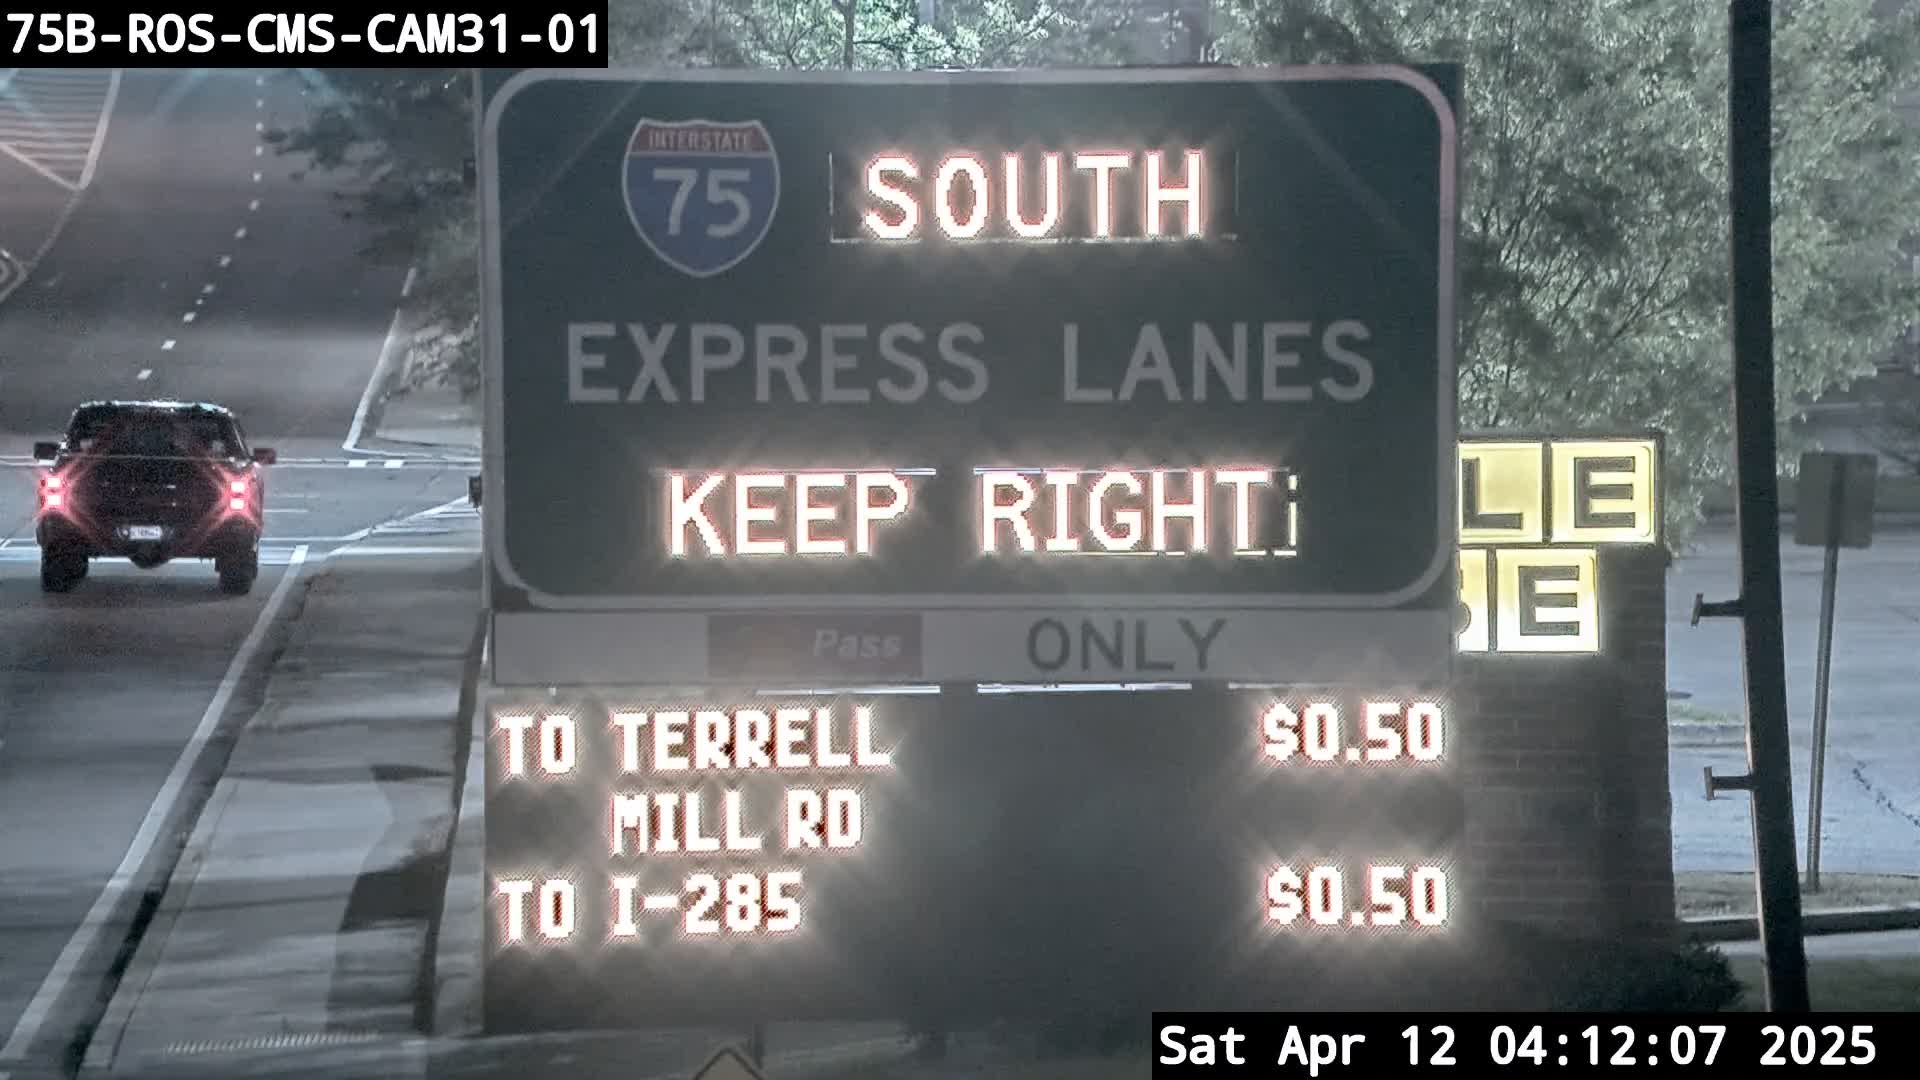 75B-ROS-CMS-CAM31-01
INTERSTATE
75
SOUTH
EXPRESS LANES
KEEP RIGHT
Pass ONLY
TO TERRELL $0.50
MILL RD
TO I-285 $0.50
LE
E
Sat Apr 12 04:12:07 2025